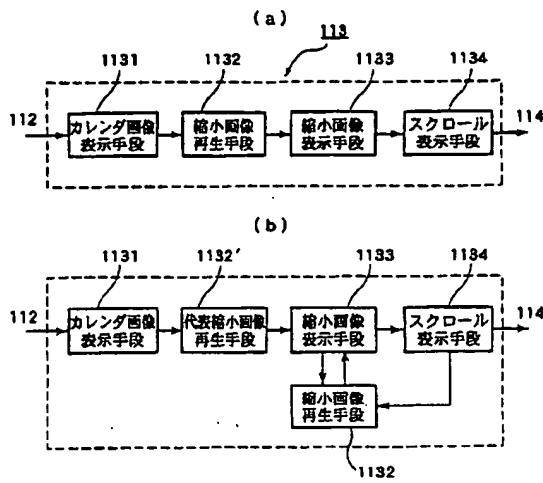 (a)
113
1131
1132
1133
1134
112
カレンダ画像
表示手段
縮小画像
再生手段
縮小画像
表示手段
スクロール
表示手段
114
(b)
1131
1132'
1133
1134
112
カレンダ画像
表示手段
代表縮小画像
再生手段
縮小画像
表示手段
スクロール
表示手段
114
縮小画像
再生手段
1132